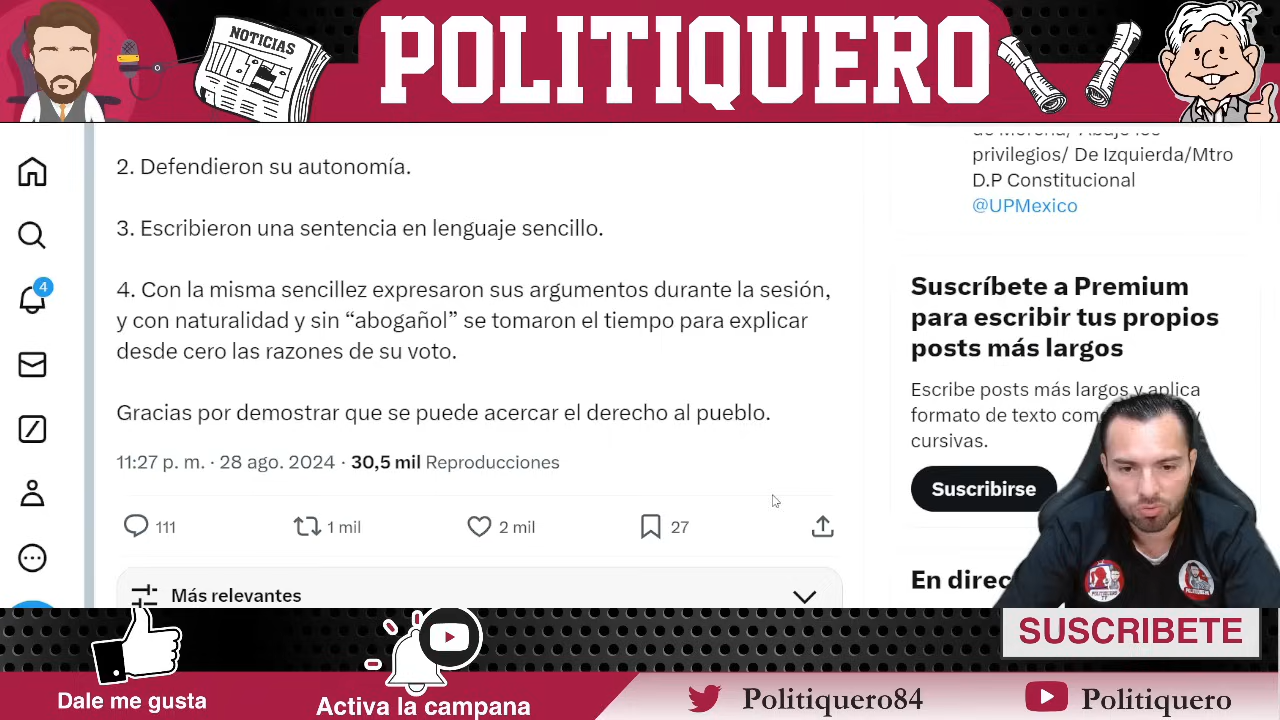 NOTICIAS
POLITIQUERO
2. Defendieron su autonomía.
3. Escribieron una sentencia en lenguaje sencillo.
4. Con la misma sencillez expresaron sus argumentos durante la sesión,
y con naturalidad y sin “abogañol” se tomaron el tiempo para explicar
desde cero las razones de su voto.
Gracias por demostrar que se puede acercar el derecho al pueblo.
11:27 p. m. · 28 ago. 2024 · 30,5 mil Reproducciones
111
1 mil
2 mil
27
Más relevantes
4
de Morena/ Abajo los
privilegios/ De Izquierda/Mtro
D.P Constitucional
@UPMexico
Suscríbete a Premium
para escribir tus propios
posts más largos
Escribe posts más largos y aplica
formato de texto como y
cursivas.
Suscribirse
En direc
SUSCRIBETE
Dale me gusta
Activa la campana
Politiquero84
Politiquero